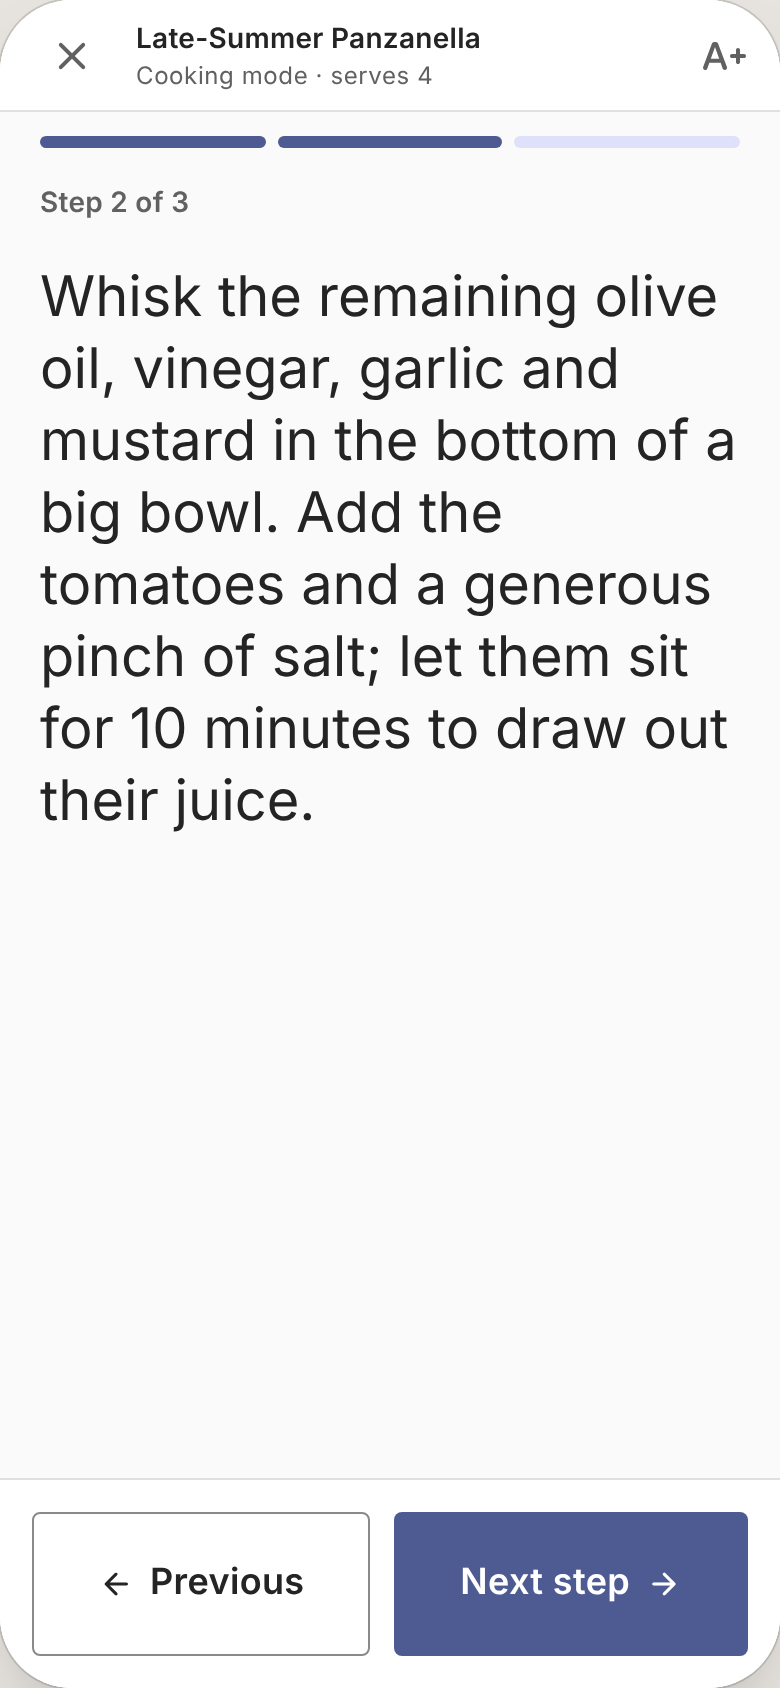 Late-Summer Panzanella
Cooking mode · serves 4
A+
Step 2 of 3
Whisk the remaining olive
oil, vinegar, garlic and
mustard in the bottom of a
big bowl. Add the
tomatoes and a generous
pinch of salt; let them sit
for 10 minutes to draw out
their juice.
← Previous
Next step →